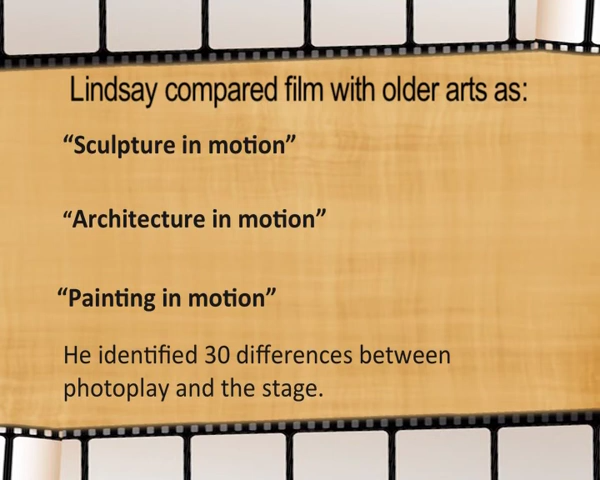 Lindsay compared film with older arts as:
“Sculpture in motion”
“Architecture in motion”
“Painting in motion”
He identified 30 differences between
photoplay and the stage.